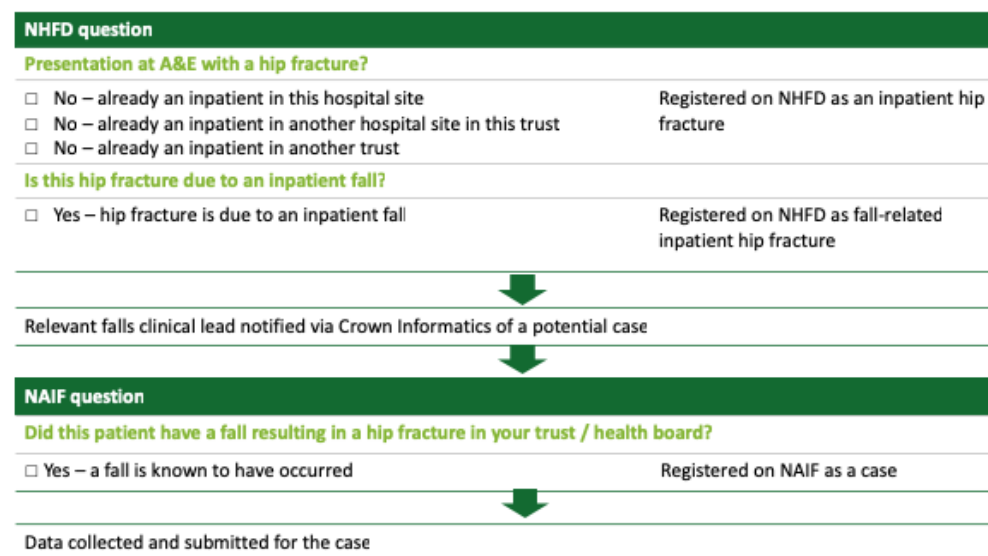 NHFD question
Presentation at A&E with a hip fracture?
□ No – already an inpatient in this hospital site
□ No – already an inpatient in another hospital site in this trust
□ No – already an inpatient in another trust
Registered on NHFD as an inpatient hip
fracture
Is this hip fracture due to an inpatient fall?
□ Yes – hip fracture is due to an inpatient fall
Registered on NHFD as fall-related
inpatient hip fracture
Relevant falls clinical lead notified via Crown Informatics of a potential case
NAIF question
Did this patient have a fall resulting in a hip fracture in your trust / health board?
□ Yes – a fall is known to have occurred
Registered on NAIF as a case
Data collected and submitted for the case